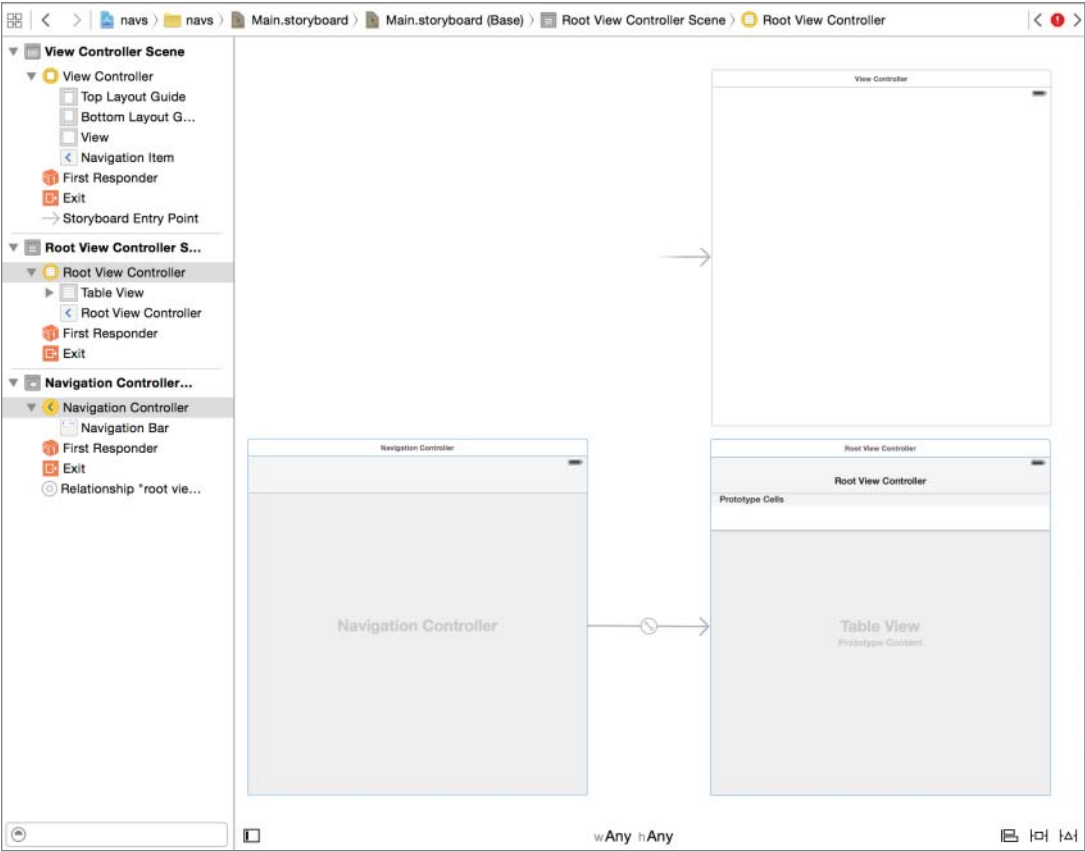 navs navs Main.storyboard Main.storyboard (Base) Root View Controller Scene Root View Controller
View Controller Scene
View Controller
Top Layout Guide
Bottom Layout G...
View
Navigation Item
First Responder
Exit
Storyboard Entry Point
Root View Controller S...
Root View Controller
Table View
Root View Controller
First Responder
Exit
Navigation Controller...
Navigation Controller
Navigation Bar
First Responder
Exit
Relationship "root vie...
View Controller
Navigation Controller
Navigation Controller
Root View Controller
Root View Controller
Prototype Cells
Table View
Prototype Content
wAny hAny